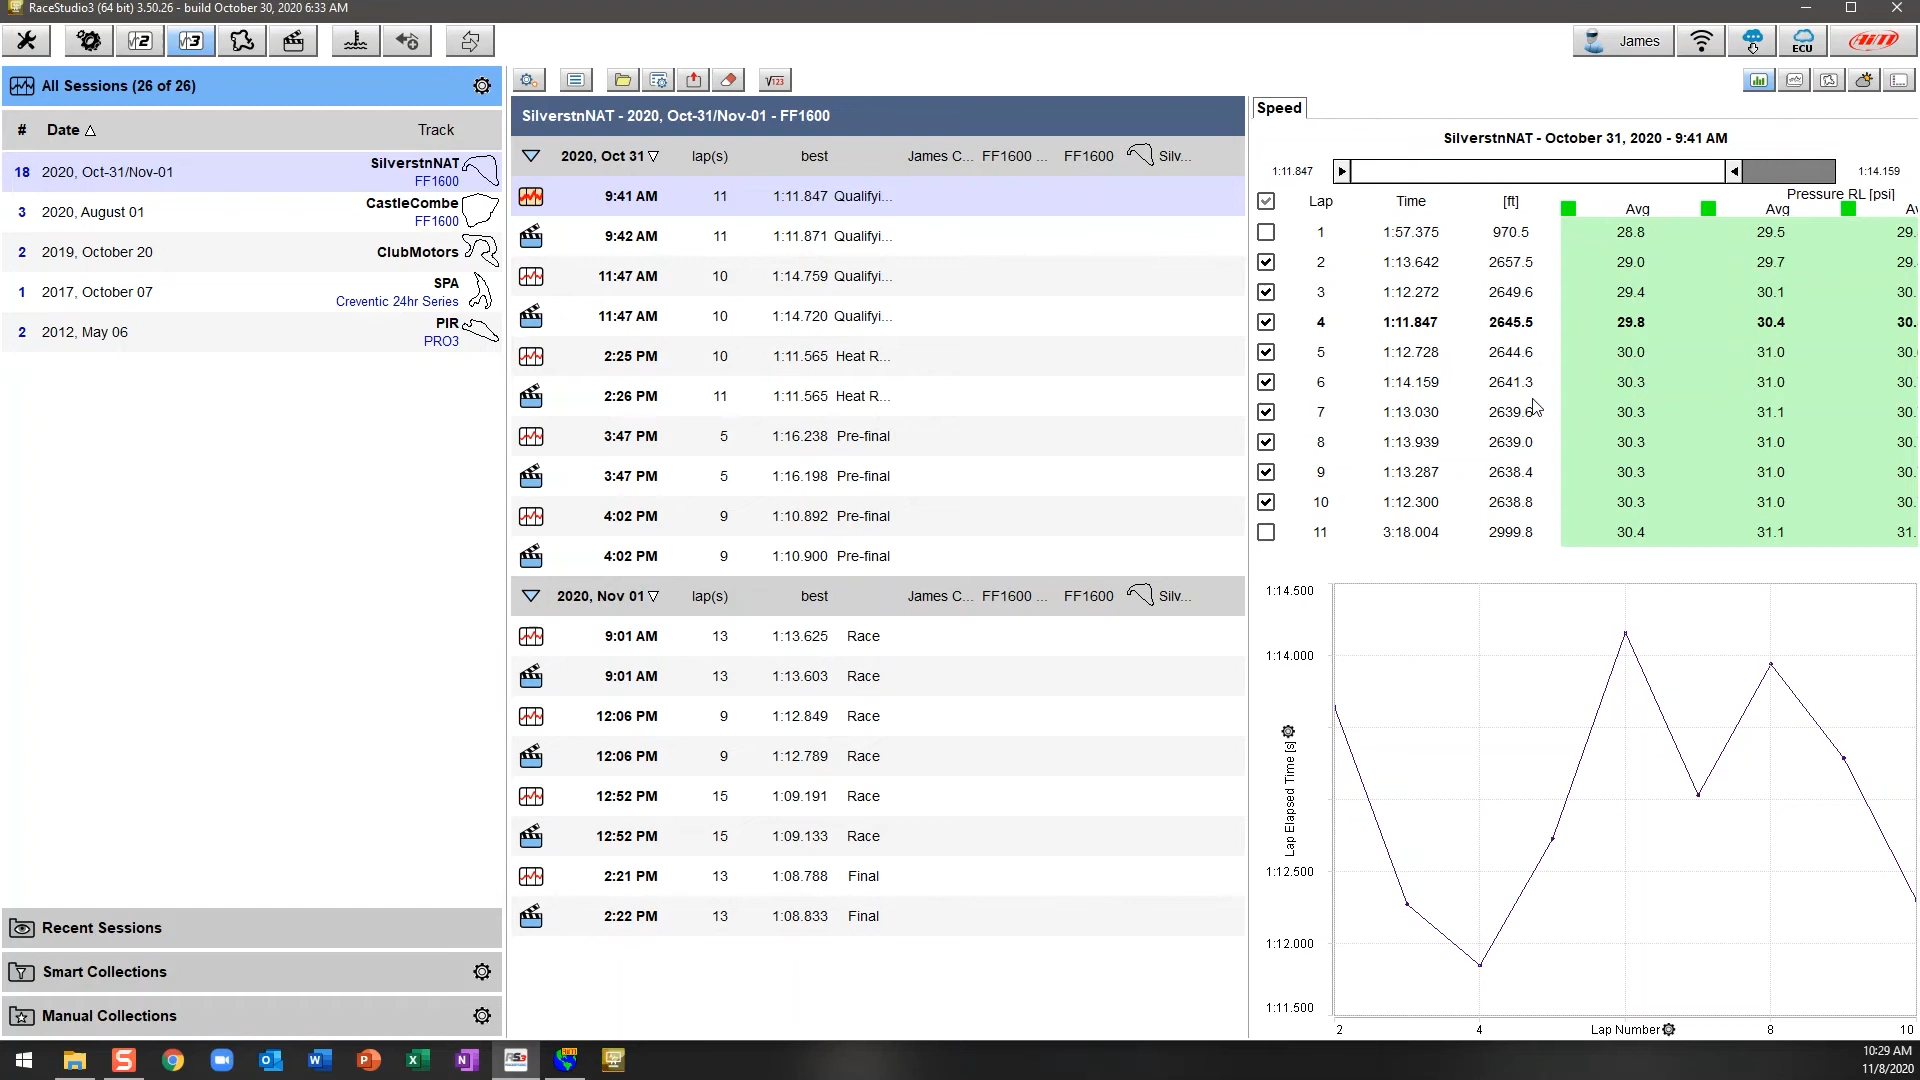 RaceStudio3 (64 bit) 3.50.26 - build October 30, 2020 6:33 AM
2 3 James ECU AiM
All Sessions (26 of 26)
# Date Track
18 2020, Oct-31/Nov-01 SilverstnNAT
FF1600
3 2020, August 01 CastleCombe
FF1600
2 2019, October 20 ClubMotors
1 2017, October 07 SPA
Creventic 24hr Series
2 2012, May 06 PIR
PRO3
Recent Sessions
Smart Collections
Manual Collections
√123
SilverstnNAT - 2020, Oct-31/Nov-01 - FF1600
2020, Oct 31 lap(s) best James C... FF1600 ... FF1600 Silv...
9:41 AM 11 1:11.847 Qualifyi...
9:42 AM 11 1:11.871 Qualifyi...
11:47 AM 10 1:14.759 Qualifyi...
11:47 AM 10 1:14.720 Qualifyi...
2:25 PM 10 1:11.565 Heat R...
2:26 PM 11 1:11.565 Heat R...
3:47 PM 5 1:16.238 Pre-final
3:47 PM 5 1:16.198 Pre-final
4:02 PM 9 1:10.892 Pre-final
4:02 PM 9 1:10.900 Pre-final
2020, Nov 01 lap(s) best James C... FF1600 ... FF1600 Silv...
9:01 AM 13 1:13.625 Race
9:01 AM 13 1:13.603 Race
12:06 PM 9 1:12.849 Race
12:06 PM 9 1:12.789 Race
12:52 PM 15 1:09.191 Race
12:52 PM 15 1:09.133 Race
2:21 PM 13 1:08.788 Final
2:22 PM 13 1:08.833 Final
Speed
SilverstnNAT - October 31, 2020 - 9:41 AM
1:11.847 1:14.159
Pressure RL [psi]
Lap Time [ft] Avg Avg Av
1 1:57.375 970.5 28.8 29.5 29.
2 1:13.642 2657.5 29.0 29.7 29.
3 1:12.272 2649.6 29.4 30.1 30.
4 1:11.847 2645.5 29.8 30.4 30.
5 1:12.728 2644.6 30.0 31.0 30.
6 1:14.159 2641.3 30.3 31.0 30.
7 1:13.030 2639.6 30.3 31.1 30.
8 1:13.939 2639.0 30.3 31.0 30.
9 1:13.287 2638.4 30.3 31.0 30.
10 1:12.300 2638.8 30.3 31.0 30.
11 3:18.004 2999.8 30.4 31.1 31.
1:14.500
1:14.000
Lap Elapsed Time [s]
1:12.500
1:12.000
1:11.500
2 4 Lap Number 8 10
RS3
10:29 AM
11/8/2020